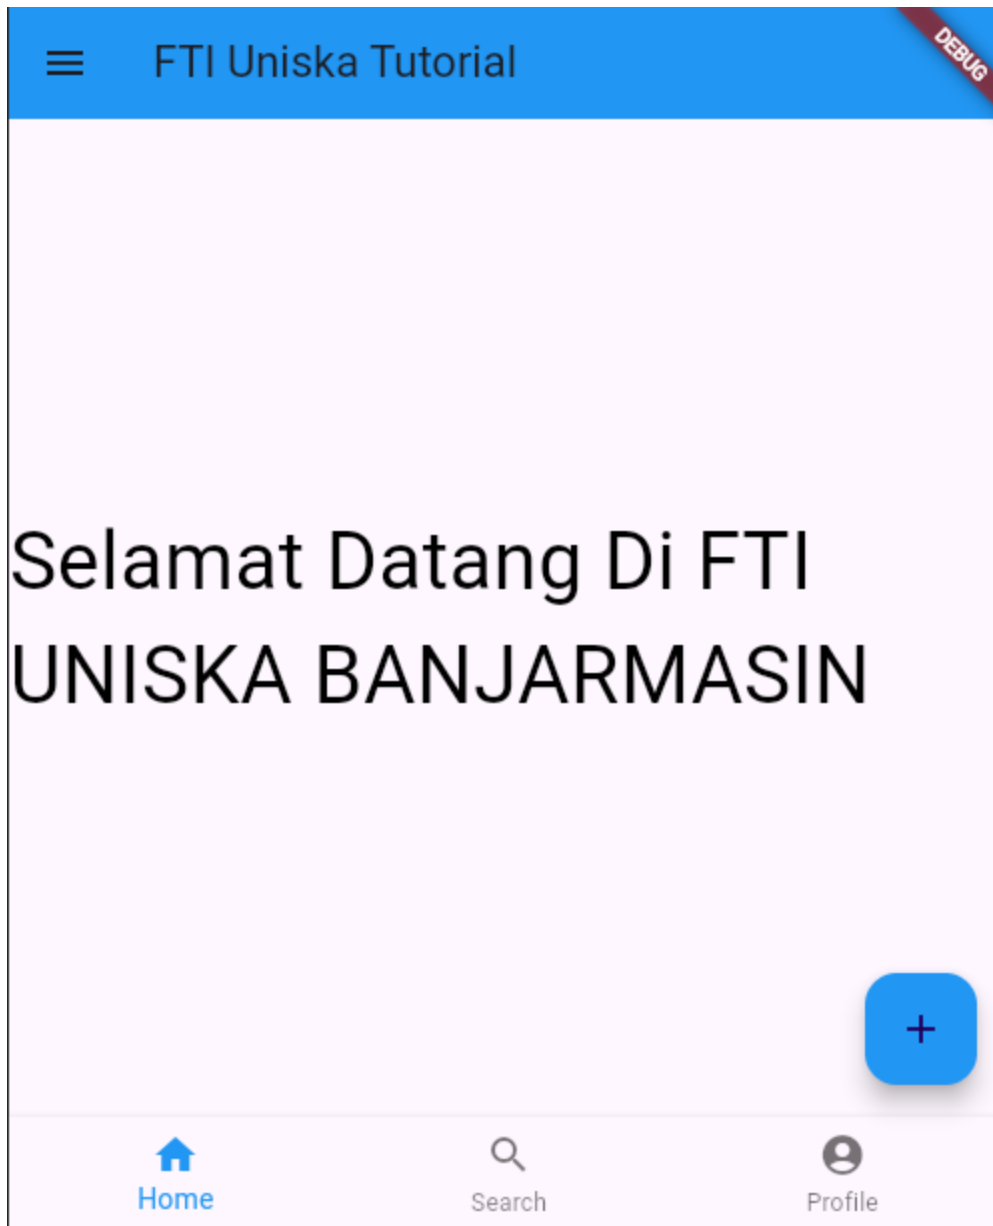 FTI Uniska Tutorial
DEBUG
Selamat Datang Di FTI
UNISKA BANJARMASIN
Home
Search
Profile